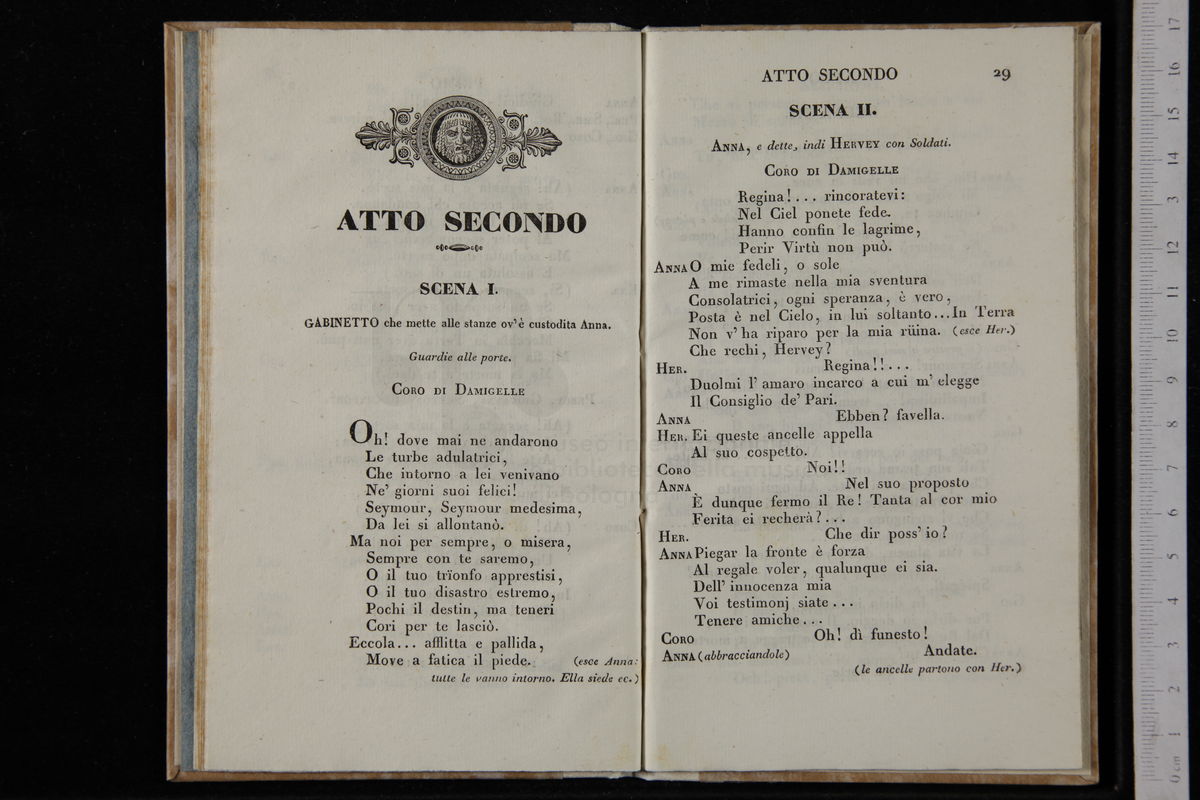 ATTO SECONDO
SCENA I.
GABINETTO che mette alle stanze ov'è custodita Anna.
Guardie alle porte.
CORO DI DAMIGELLE
Oh! dove mai ne andarono
Le turbe adulatrici,
Che intorno a lei venivano
Ne' giorni suoi felici!
Seymour, Seymour medesima,
Da lei si allontanò.
Ma noi per sempre, o misera,
Sempre con te saremo,
O il tuo trïonfo apprestisi,
O il tuo disastro estremo,
Pochi il destin, ma teneri
Cori per te lasciò.
Eccola... afflitta e pallida,
Move a fatica il piede. (esce Anna:
tutte le vanno intorno. Ella siede ec.)
ATTO SECONDO 29
SCENA II.
ANNA, e dette, indi HERVEY con Soldati.
CORO DI DAMIGELLE
Regina!... rincoratevi:
Nel Ciel ponete fede.
Hanno confin le lagrime,
Perir Virtù non può.
ANNA O mie fedeli, o sole
A me rimaste nella mia sventura
Consolatrici, ogni speranza, è vero,
Posta è nel Cielo, in lui soltanto...In Terra
Non v'ha riparo per la mia rüina. (esce Her.)
Che rechi, Hervey?
HER. Regina!!...
Duolmi l'amaro incarco a cui m'elegge
Il Consiglio de' Pari.
ANNA Ebben? favella.
HER. Ei queste ancelle appella
Al suo cospetto.
CORO Noi!!
ANNA Nel suo proposto
È dunque fermo il Re! Tanta al cor mio
Ferita ei recherà?...
HER. Che dir poss'io?
ANNA Piegar la fronte è forza
Al regale voler, qualunque ei sia.
Dell' innocenza mia
Voi testimonj siate...
Tenere amiche...
CORO Oh! dì funesto!
ANNA (abbracciandole) Andate.
(le ancelle partono con Her.)